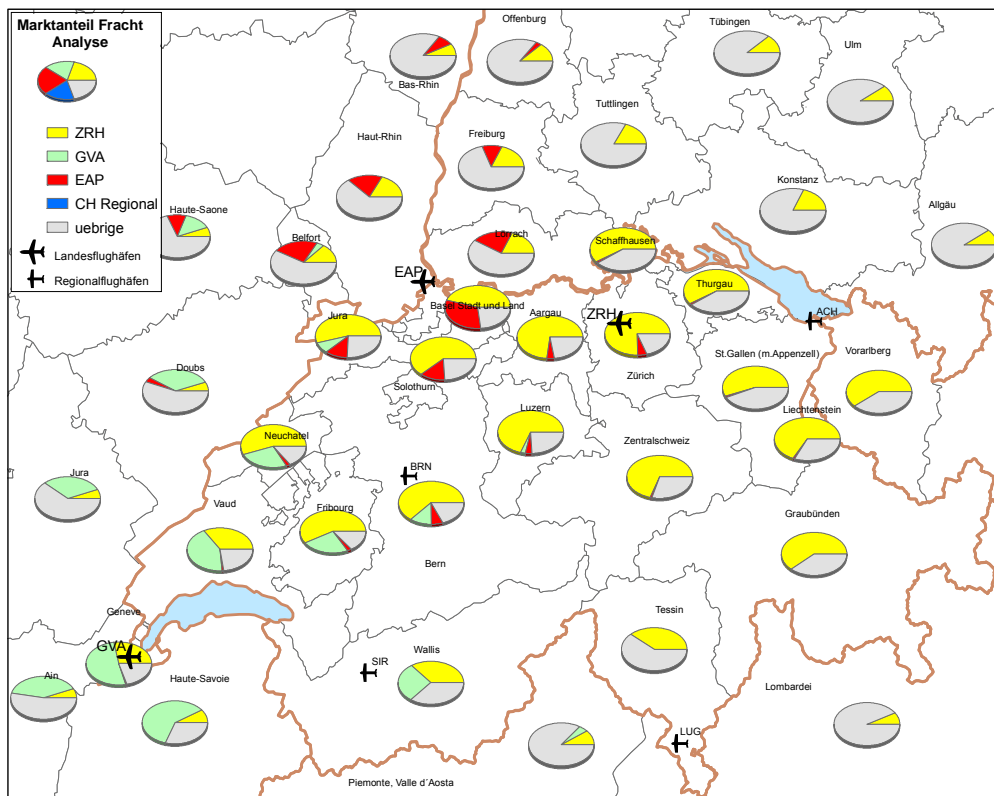 Marktanteil Fracht
Analyse
ZRH
GVA
EAP
CH Regional
uebrige
Landesflughäfen
Regionalflughäfen
Offenburg
Tübingen
Ulm
Bas-Rhin
Tuttlingen
Haut-Rhin
Freiburg
Konstanz
Allgäu
Haute-Saone
Belfort
Lörrach
Schaffhausen
EAP
Thurgau
Basel Stadt und Land
Jura
Aargau
ZRH
ACH
Doubs
Solothurn
Zürich
St.Gallen (m.Appenzell)
Vorarlberg
Luzern
Liechtenstein
Neuchatel
Zentralschweiz
BRN
Jura
Vaud
Fribourg
Graubünden
Bern
Geneve
Tessin
GVA
SIR
Wallis
Ain
Haute-Savoie
Lombardei
LUG
Piemonte, Valle d´Aosta